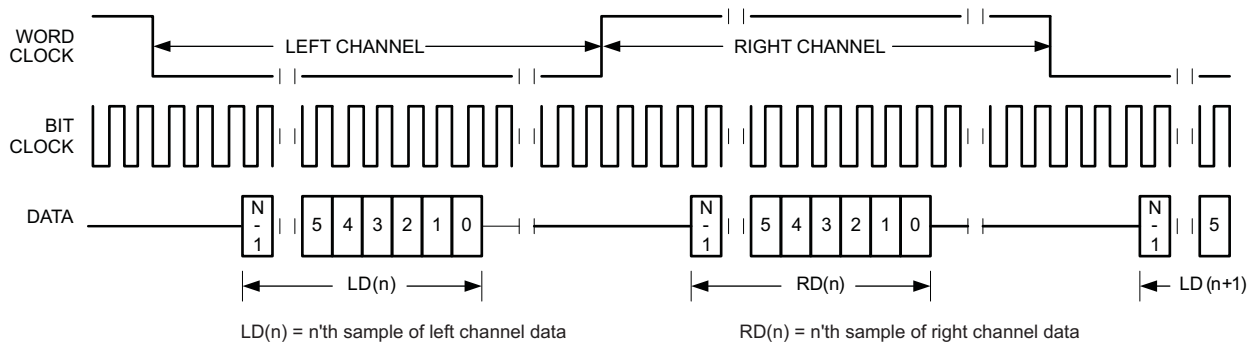 WORD
CLOCK
LEFT CHANNEL
RIGHT CHANNEL
BIT
CLOCK
DATA
N
-
1
5 4 3 2 1 0
N
-
1
5 4 3 2 1 0
N
-
1
5
LD(n)
RD(n)
LD (n+1)
LD(n) = n'th sample of left channel data
RD(n) = n'th sample of right channel data